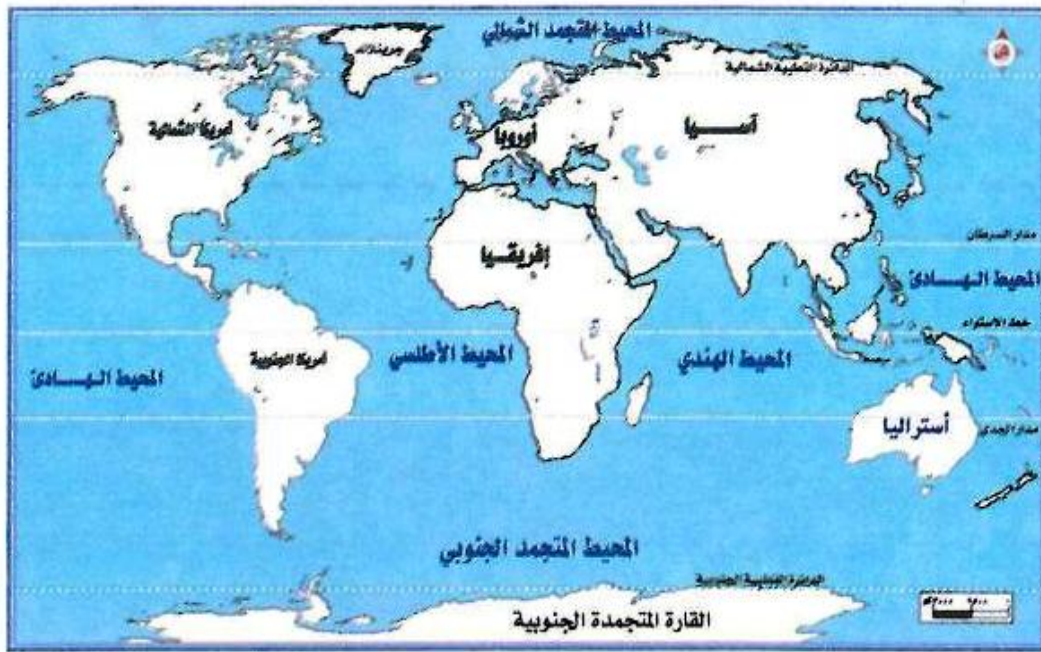 المحيط المتجمد الشمالي
جرينلاند
ش
الدائرة القطبية الشمالية
أمريكا الشمالية
أوروبا
آسيا
مدار السرطان
إفريقيا
المحيط الهادئ
خط الاستواء
أمريكا الجنوبية
المحيط الأطلسي
المحيط الهندي
المحيط الهادئ
أستراليا
مدار الجدي
المحيط المتجمد الجنوبي
الدائرة القطبية الجنوبية
القارة المتجمدة الجنوبية